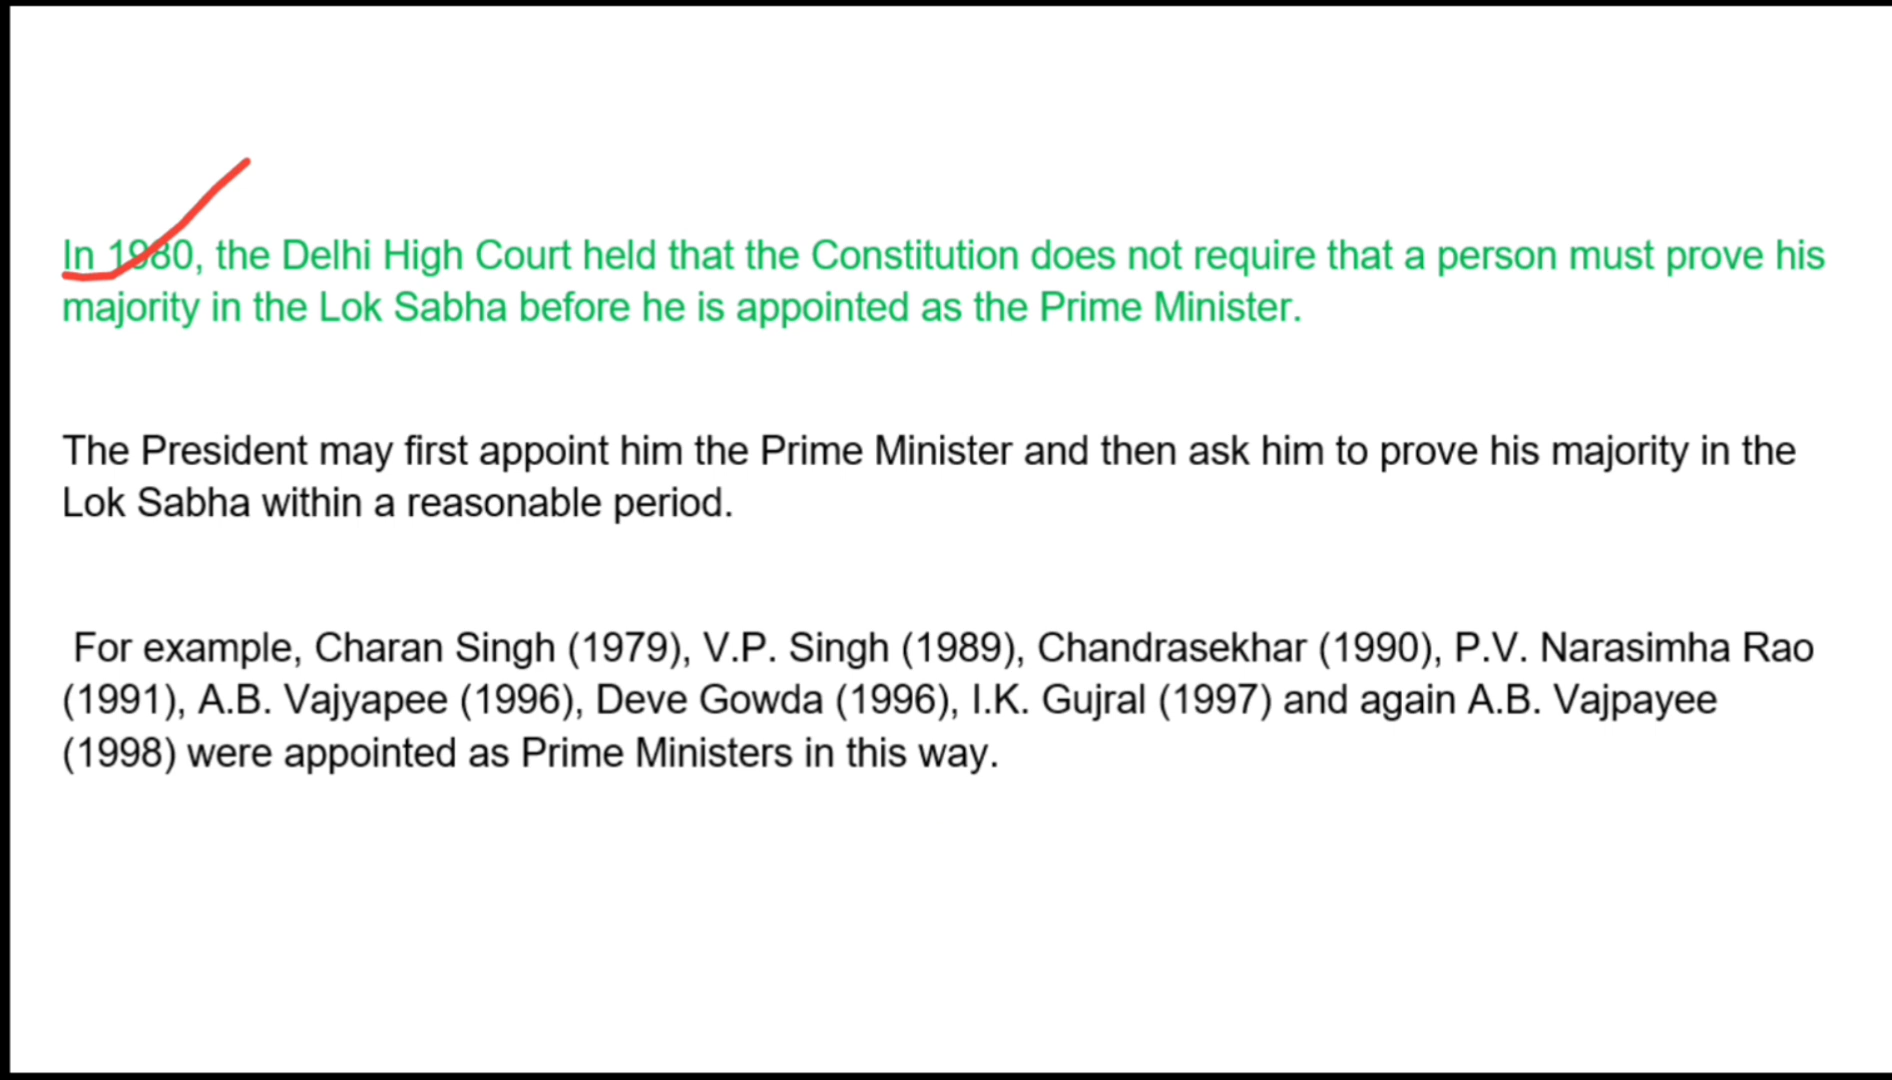 In 1980, the Delhi High Court held that the Constitution does not require that a person must prove his
majority in the Lok Sabha before he is appointed as the Prime Minister.
The President may first appoint him the Prime Minister and then ask him to prove his majority in the
Lok Sabha within a reasonable period.
For example, Charan Singh (1979), V.P. Singh (1989), Chandrasekhar (1990), P.V. Narasimha Rao
(1991), A.B. Vajyapee (1996), Deve Gowda (1996), I.K. Gujral (1997) and again A.B. Vajpayee
(1998) were appointed as Prime Ministers in this way.